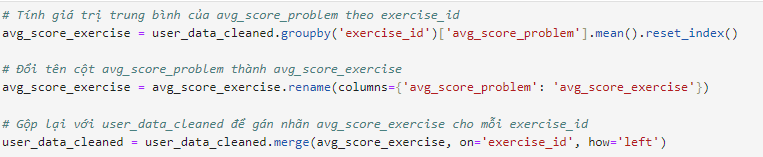 # Tính giá trị trung bình của avg_score_problem theo exercise_id
avg_score_exercise = user_data_cleaned.groupby('exercise_id')['avg_score_problem'].mean().reset_index()
# Đổi tên cột avg_score_problem thành avg_score_exercise
avg_score_exercise = avg_score_exercise.rename(columns={'avg_score_problem': 'avg_score_exercise'})
# Gộp lại với user_data_cleaned để gán nhãn avg_score_exercise cho mỗi exercise_id
user_data_cleaned = user_data_cleaned.merge(avg_score_exercise, on='exercise_id', how='left')